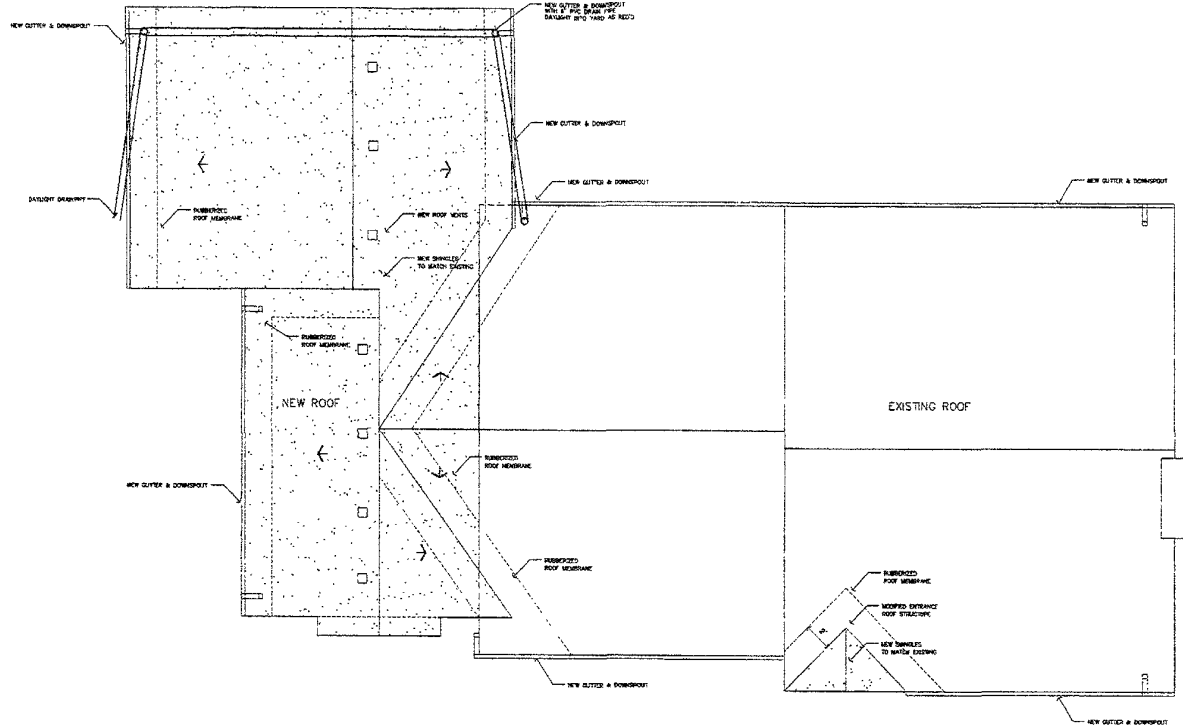 NEW GUTTER & DOWNSPOUT
NEW GUTTER & DOWNSPOUT
WITH 6" PVC DRAIN PIPE
DAYLIGHT INTO YARD AS REQ'D
NEW GUTTER & DOWNSPOUT
NEW GUTTER & DOWNSPOUT
NEW GUTTER & DOWNSPOUT
DAYLIGHT DRAINPIPE
RUBBERIZED
ROOF MEMBRANE
NEW ROOF VENTS
NEW SHINGLES
TO MATCH EXISTING
RUBBERIZED
ROOF MEMBRANE
NEW ROOF
EXISTING ROOF
RUBBERIZED
ROOF MEMBRANE
NEW GUTTER & DOWNSPOUT
RUBBERIZED
ROOF MEMBRANE
RUBBERIZED
ROOF MEMBRANE
MODIFIED ENTRANCE
ROOF STRUCTURE
NEW SHINGLES
TO MATCH EXISTING
NEW GUTTER & DOWNSPOUT
NEW GUTTER & DOWNSPOUT